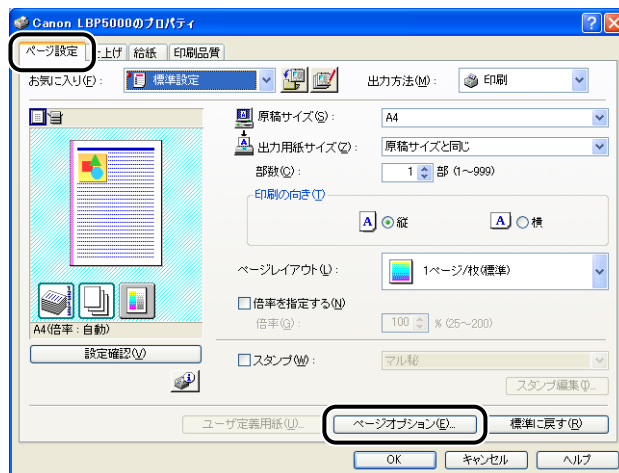 Canon LBP5000のプロパティ
ページ設定 上げ 給紙 印刷品質
お気に入り(F): 標準設定 出力方法(M): 印刷
原稿サイズ(S): A4
出力用紙サイズ(Z): 原稿サイズと同じ
部数(C): 1 部 (1～999)
印刷の向き(T)
A 縦 A 横
ページレイアウト(L): 1ページ/枚(標準)
倍率を指定する(N)
A4(倍率:自動) 倍率(G): 100 % (25～200)
設定確認(V) スタンプ(W): マル秘
スタンプ編集(I)...
ユーザ定義用紙(U)... ページオプション(E)... 標準に戻す(R)
OK キャンセル ヘルプ